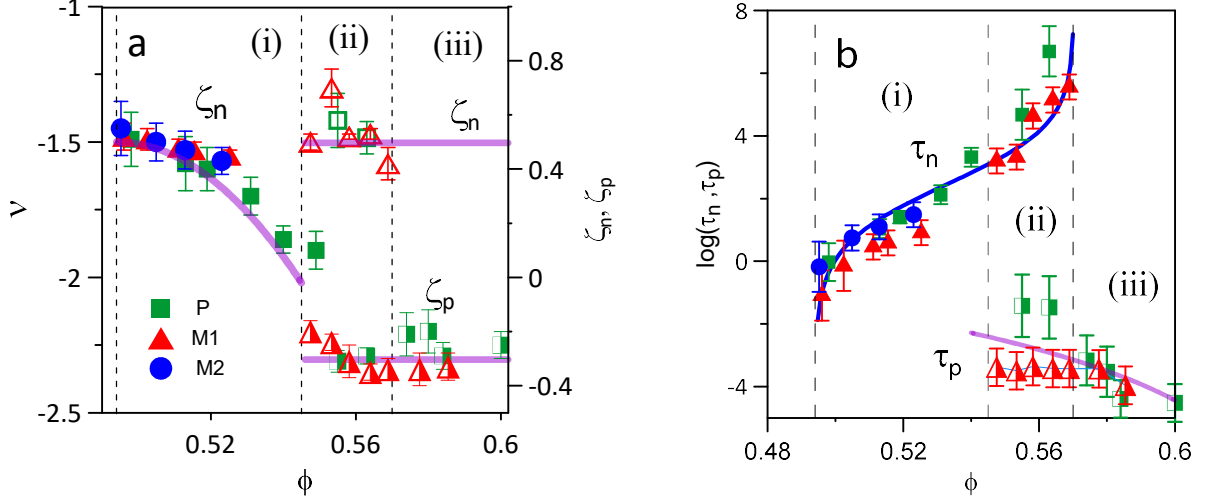 a
(i)
(ii)
(iii)
ζn
ζn
ζp
P
M1
M2
-1
-1.5
-2
-2.5
ν
0.8
0.4
0
-0.4
ζn, ζp
0.52
0.56
0.6
ϕ
b
(i)
(ii)
(iii)
τn
τp
8
4
0
-4
log(τn ,τp)
0.48
0.52
0.56
0.6
ϕ